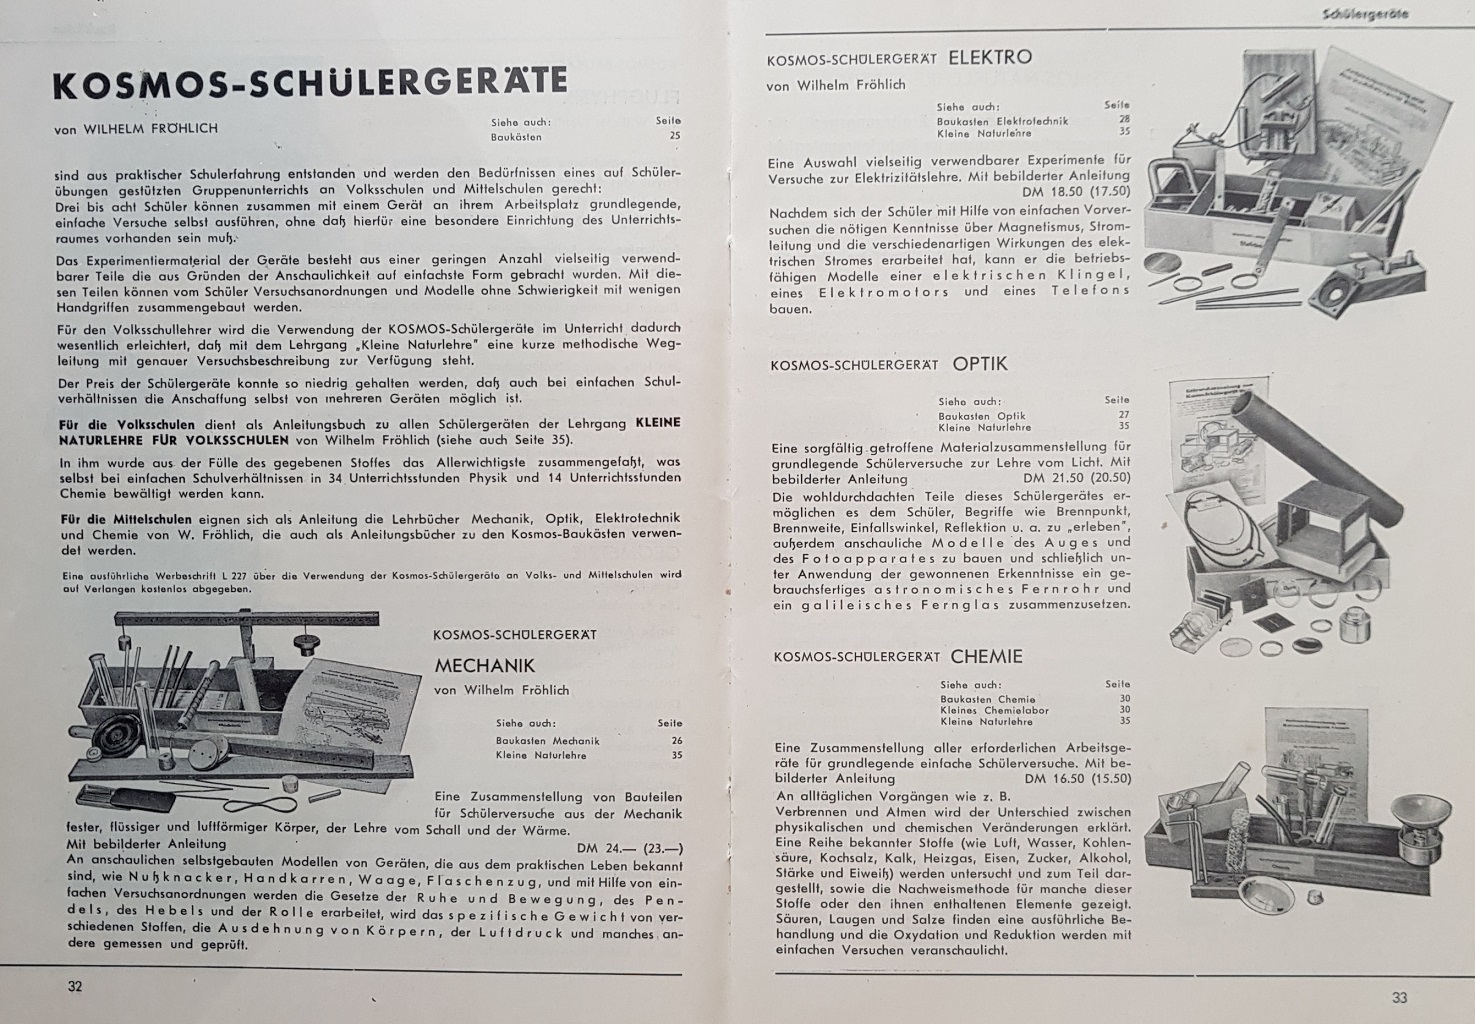 KOSMOS-SCHÜLERGERÄTE
von WILHELM FRÖHLICH
Siehe auch: Seite
Baukästen 25
sind aus praktischer Schulerfahrung entstanden und werden den Bedürfnissen eines auf Schüler-
übungen gestützten Gruppenunterrichts an Volksschulen und Mittelschulen gerecht:
Drei bis acht Schüler können zusammen mit einem Gerät an ihrem Arbeitsplatz grundlegende,
einfache Versuche selbst ausführen, ohne daß hierfür eine besondere Einrichtung des Unterrichts-
raumes vorhanden sein muß.
Das Experimentiermaterial der Geräte besteht aus einer geringen Anzahl vielseitig verwend-
barer Teile die aus Gründen der Anschaulichkeit auf einfachste Form gebracht wurden. Mit die-
sen Teilen können vom Schüler Versuchsanordnungen und Modelle ohne Schwierigkeit mit wenigen
Handgriffen zusammengebaut werden.
Für den Volksschullehrer wird die Verwendung der KOSMOS-Schülergeräte im Unterricht dadurch
wesentlich erleichtert, daß mit dem Lehrgang „Kleine Naturlehre" eine kurze methodische Weg-
leitung mit genauer Versuchsbeschreibung zur Verfügung steht.
Der Preis der Schülergeräte konnte so niedrig gehalten werden, daß auch bei einfachen Schul-
verhältnissen die Anschaffung selbst von mehreren Geräten möglich ist.
Für die Volksschulen dient als Anleitungsbuch zu allen Schülergeräten der Lehrgang KLEINE
NATURLEHRE FÜR VOLKSSCHULEN von Wilhelm Fröhlich (siehe auch Seite 35).
In ihm wurde aus der Fülle des gegebenen Stoffes das Allerwichtigste zusammengefaßt, was
selbst bei einfachen Schulverhältnissen in 34 Unterrichtsstunden Physik und 14 Unterrichtsstunden
Chemie bewältigt werden kann.
Für die Mittelschulen eignen sich als Anleitung die Lehrbücher Mechanik, Optik, Elektrotechnik
und Chemie von W. Fröhlich, die auch als Anleitungsbücher zu den Kosmos-Baukästen verwen-
det werden.
Eine ausführliche Werbeschrift L 227 über die Verwendung der Kosmos-Schülergeräte an Volks- und Mittelschulen wird
auf Verlangen kostenlos abgegeben.
KOSMOS-SCHÜLERGERÄT
MECHANIK
von Wilhelm Fröhlich
Siehe auch: Seite
Baukasten Mechanik 26
Kleine Naturlehre 35
Eine Zusammenstellung von Bauteilen
für Schülerversuche aus der Mechanik
fester, flüssiger und luftförmiger Körper, der Lehre vom Schall und der Wärme.
Mit bebilderter Anleitung DM 24.— (23.—)
An anschaulichen selbstgebauten Modellen von Geräten, die aus dem praktischen Leben bekannt
sind, wie Nußknacker, Handkarren, Waage, Flaschenzug, und mit Hilfe von ein-
fachen Versuchsanordnungen werden die Gesetze der Ruhe und Bewegung, des Pen-
dels, des Hebels und der Rolle erarbeitet, wird das spezifische Gewicht von ver-
schiedenen Stoffen, die Ausdehnung von Körpern, der Luftdruck und manches an-
dere gemessen und geprüft.
32
Schülergeräte
KOSMOS-SCHÜLERGERÄT ELEKTRO
von Wilhelm Fröhlich
Siehe auch: Seite
Baukasten Elektrotechnik 28
Kleine Naturlehre 35
Eine Auswahl vielseitig verwendbarer Experimente für
Versuche zur Elektrizitätslehre. Mit bebilderter Anleitung
DM 18.50 (17.50)
Nachdem sich der Schüler mit Hilfe von einfachen Vorver-
suchen die nötigen Kenntnisse über Magnetismus, Strom-
leitung und die verschiedenartigen Wirkungen des elek-
trischen Stromes erarbeitet hat, kann er die betriebs-
fähigen Modelle einer elektrischen Klingel,
eines Elektromotors und eines Telefons
bauen.
KOSMOS-SCHÜLERGERÄT OPTIK
Siehe auch: Seite
Baukasten Optik 27
Kleine Naturlehre 35
Eine sorgfältig getroffene Materialzusammenstellung für
grundlegende Schülerversuche zur Lehre vom Licht. Mit
bebilderter Anleitung DM 21.50 (20.50)
Die wohldurchdachten Teile dieses Schülergerätes er-
möglichen es dem Schüler, Begriffe wie Brennpunkt,
Brennweite, Einfallswinkel, Reflektion u. a. zu „erleben",
außerdem anschauliche Modelle des Auges und
des Fotoapparates zu bauen und schließlich un-
ter Anwendung der gewonnenen Erkenntnisse ein ge-
brauchsfertiges astronomisches Fernrohr und
ein galileisches Fernglas zusammenzusetzen.
KOSMOS-SCHÜLERGERÄT CHEMIE
Siehe auch: Seite
Baukasten Chemie 30
Kleines Chemielabor 30
Kleine Naturlehre 35
Eine Zusammenstellung aller erforderlichen Arbeitsge-
räte für grundlegende einfache Schülerversuche. Mit be-
bilderter Anleitung DM 16.50 (15.50)
An alltäglichen Vorgängen wie z. B.
Verbrennen und Atmen wird der Unterschied zwischen
physikalischen und chemischen Veränderungen erklärt.
Eine Reihe bekannter Stoffe (wie Luft, Wasser, Kohlen-
säure, Kochsalz, Kalk, Heizgas, Eisen, Zucker, Alkohol,
Stärke und Eiweiß) werden untersucht und zum Teil dar-
gestellt, sowie die Nachweismethode für manche dieser
Stoffe oder den ihnen enthaltenen Elemente gezeigt.
Säuren, Laugen und Salze finden eine ausführliche Be-
handlung und die Oxydation und Reduktion werden mit
einfachen Versuchen veranschaulicht.
33